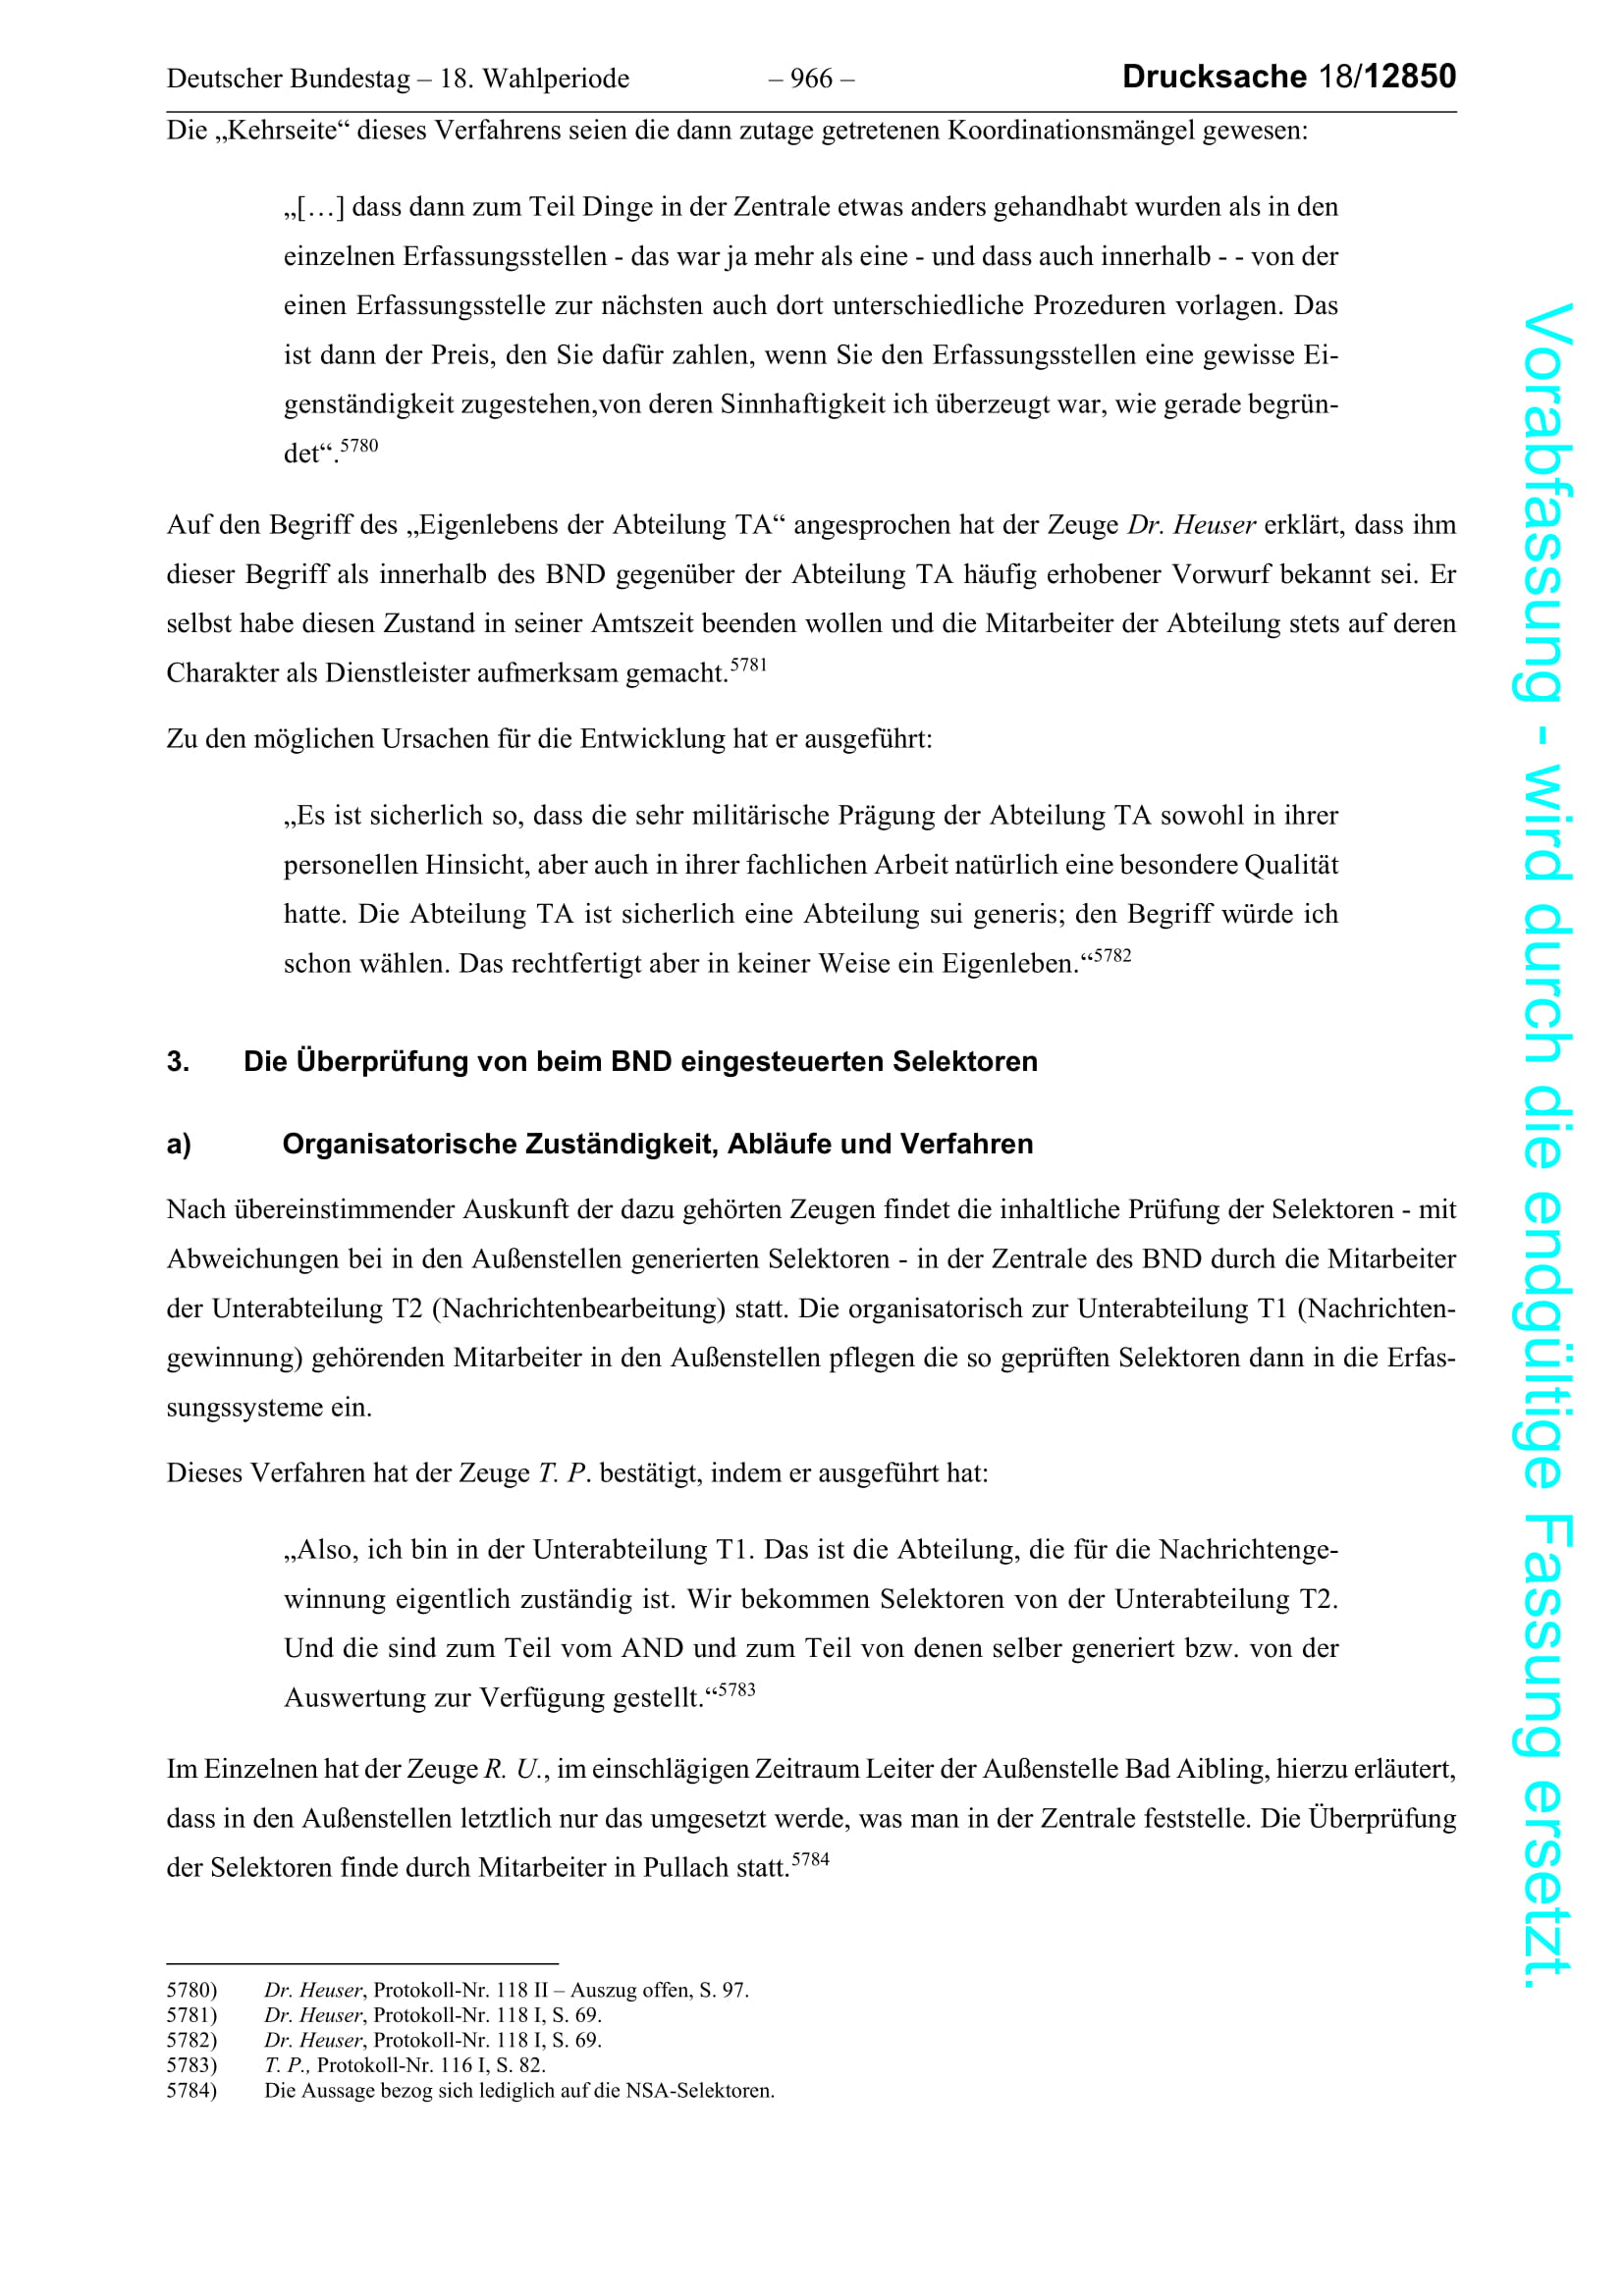 Deutscher Bundestag – 18. Wahlperiode – 966 – Drucksache 18/12850
Die „Kehrseite“ dieses Verfahrens seien die dann zutage getretenen Koordinationsmängel gewesen:
„[…] dass dann zum Teil Dinge in der Zentrale etwas anders gehandhabt wurden als in den
einzelnen Erfassungsstellen - das war ja mehr als eine - und dass auch innerhalb - - von der
einen Erfassungsstelle zur nächsten auch dort unterschiedliche Prozeduren vorlagen. Das
ist dann der Preis, den Sie dafür zahlen, wenn Sie den Erfassungsstellen eine gewisse Ei-
genständigkeit zugestehen,von deren Sinnhaftigkeit ich überzeugt war, wie gerade begrün-
det“.5780
Auf den Begriff des „Eigenlebens der Abteilung TA“ angesprochen hat der Zeuge Dr. Heuser erklärt, dass ihm
dieser Begriff als innerhalb des BND gegenüber der Abteilung TA häufig erhobener Vorwurf bekannt sei. Er
selbst habe diesen Zustand in seiner Amtszeit beenden wollen und die Mitarbeiter der Abteilung stets auf deren
Charakter als Dienstleister aufmerksam gemacht.5781
Zu den möglichen Ursachen für die Entwicklung hat er ausgeführt:
„Es ist sicherlich so, dass die sehr militärische Prägung der Abteilung TA sowohl in ihrer
personellen Hinsicht, aber auch in ihrer fachlichen Arbeit natürlich eine besondere Qualität
hatte. Die Abteilung TA ist sicherlich eine Abteilung sui generis; den Begriff würde ich
schon wählen. Das rechtfertigt aber in keiner Weise ein Eigenleben.“5782
3. Die Überprüfung von beim BND eingesteuerten Selektoren
a) Organisatorische Zuständigkeit, Abläufe und Verfahren
Nach übereinstimmender Auskunft der dazu gehörten Zeugen findet die inhaltliche Prüfung der Selektoren - mit
Abweichungen bei in den Außenstellen generierten Selektoren - in der Zentrale des BND durch die Mitarbeiter
der Unterabteilung T2 (Nachrichtenbearbeitung) statt. Die organisatorisch zur Unterabteilung T1 (Nachrichten-
gewinnung) gehörenden Mitarbeiter in den Außenstellen pflegen die so geprüften Selektoren dann in die Erfas-
sungssysteme ein.
Dieses Verfahren hat der Zeuge T. P. bestätigt, indem er ausgeführt hat:
„Also, ich bin in der Unterabteilung T1. Das ist die Abteilung, die für die Nachrichtenge-
winnung eigentlich zuständig ist. Wir bekommen Selektoren von der Unterabteilung T2.
Und die sind zum Teil vom AND und zum Teil von denen selber generiert bzw. von der
Auswertung zur Verfügung gestellt.“5783
Im Einzelnen hat der Zeuge R. U., im einschlägigen Zeitraum Leiter der Außenstelle Bad Aibling, hierzu erläutert,
dass in den Außenstellen letztlich nur das umgesetzt werde, was man in der Zentrale feststelle. Die Überprüfung
der Selektoren finde durch Mitarbeiter in Pullach statt.5784
5780) Dr. Heuser, Protokoll-Nr. 118 II – Auszug offen, S. 97.
5781) Dr. Heuser, Protokoll-Nr. 118 I, S. 69.
5782) Dr. Heuser, Protokoll-Nr. 118 I, S. 69.
5783) T. P., Protokoll-Nr. 116 I, S. 82.
5784) Die Aussage bezog sich lediglich auf die NSA-Selektoren.
Vorabfassung - wird durch die endgültige Fassung ersetzt.